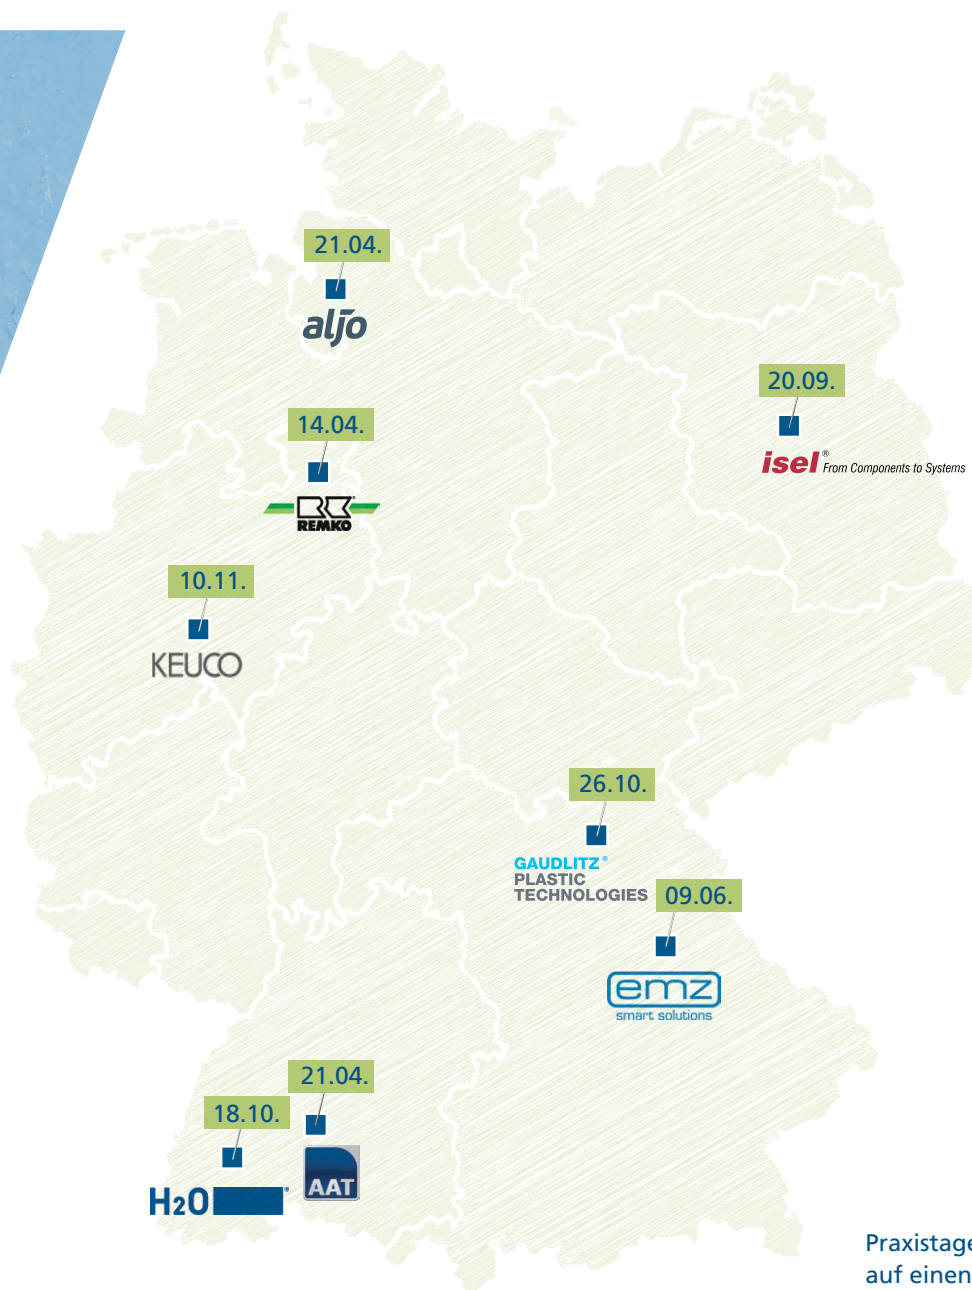 21.04.
aljo
20.09.
isel® From Components to Systems
14.04.
REMKO
10.11.
KEUCO
26.10.
GAUDLITZ®
PLASTIC
TECHNOLOGIES
09.06.
emz
smart solutions
21.04.
18.10.
AAT
H2O
Praxistage
auf einen